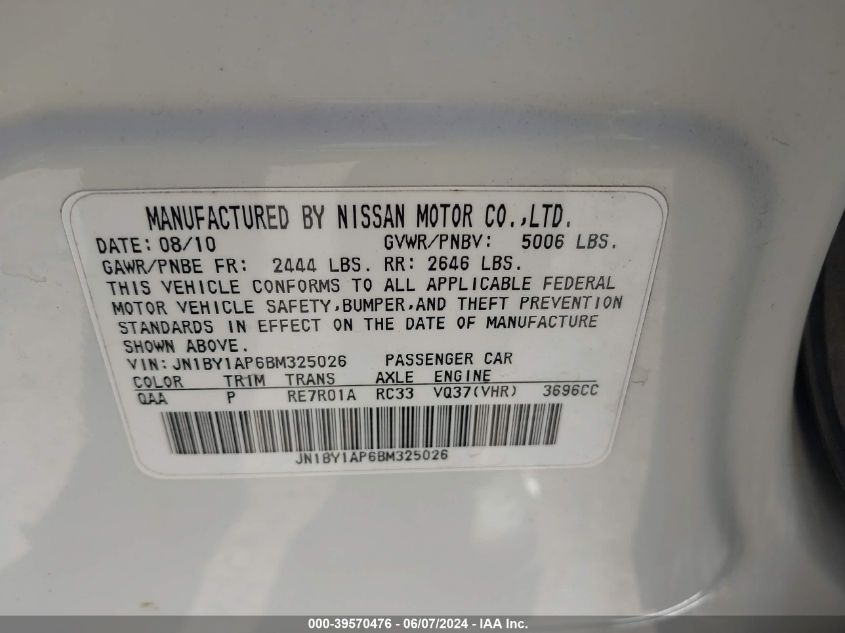 MANUFACTURED BY NISSAN MOTOR CO.,LTD.
DATE: 08/10 GVWR/PNBV: 5006 LBS.
GAWR/PNBE FR: 2444 LBS. RR: 2646 LBS.
THIS VEHICLE CONFORMS TO ALL APPLICABLE FEDERAL
MOTOR VEHICLE SAFETY,BUMPER,AND THEFT PREVENTION
STANDARDS IN EFFECT ON THE DATE OF MANUFACTURE
SHOWN ABOVE.
VIN: JN1BY1AP6BM325026 PASSENGER CAR
COLOR TRIM TRANS AXLE ENGINE
QAA P RE7R01A RC33 VQ37(VHR) 3696CC
JN1BY1AP6BM325026
000-39570476 - 06/07/2024 - IAA Inc.